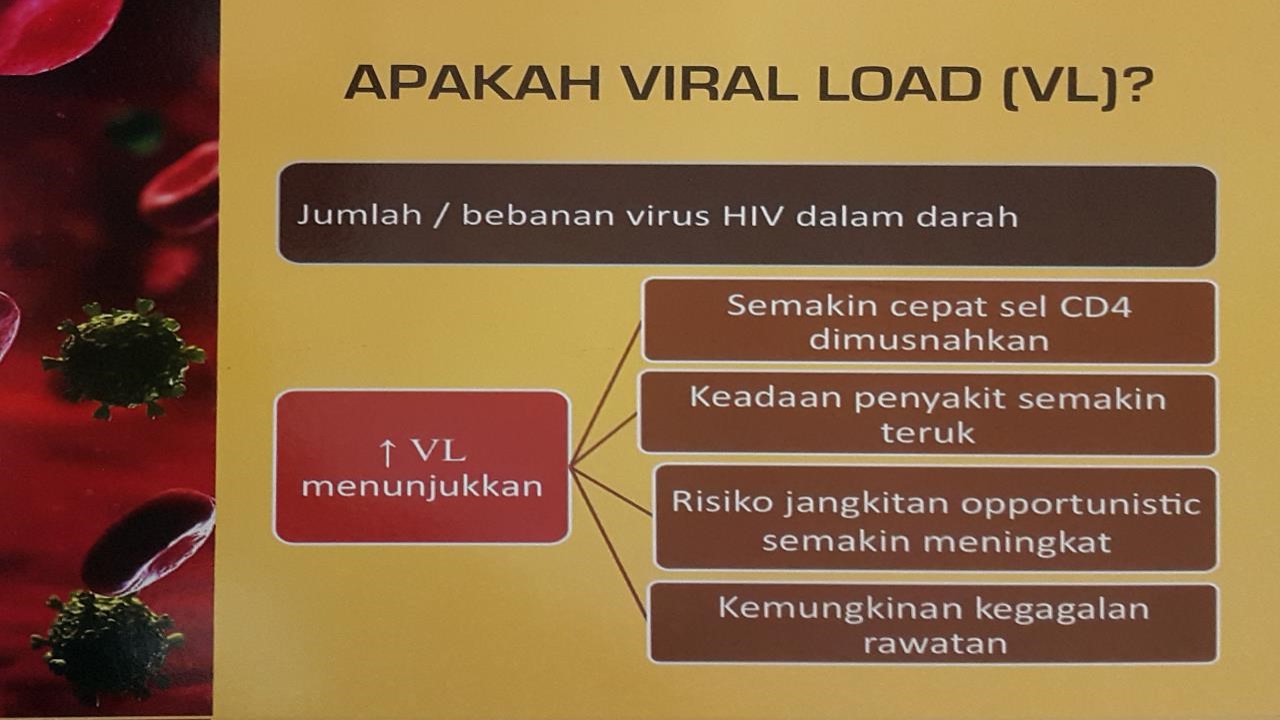 APAKAH VIRAL LOAD (VL)?
Jumlah / bebanan virus HIV dalam darah
↑ VL
menunjukkan
Semakin cepat sel CD4
dimusnahkan
Keadaan penyakit semakin
teruk
Risiko jangkitan opportunistic
semakin meningkat
Kemungkinan kegagalan
rawatan